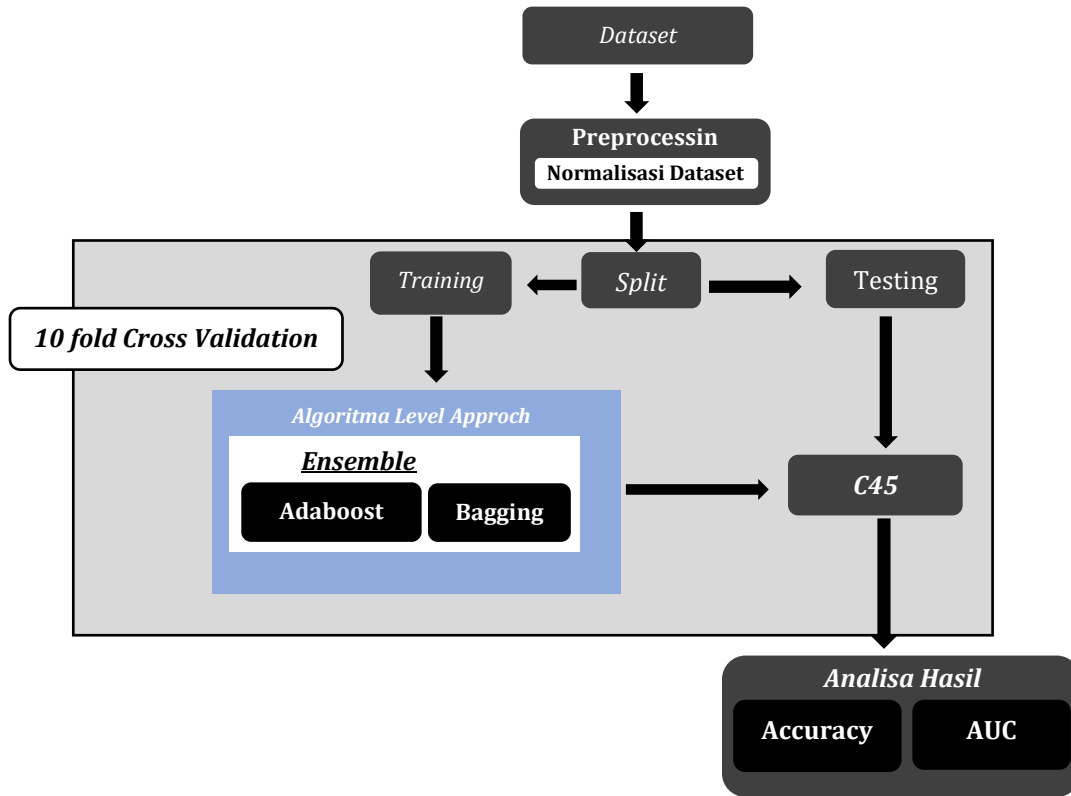 Dataset
Preprocessin
Normalisasi Dataset
Training
Split
Testing
10 fold Cross Validation
Algoritma Level Approch
Ensemble
Adaboost
Bagging
C45
Analisa Hasil
Accuracy
AUC